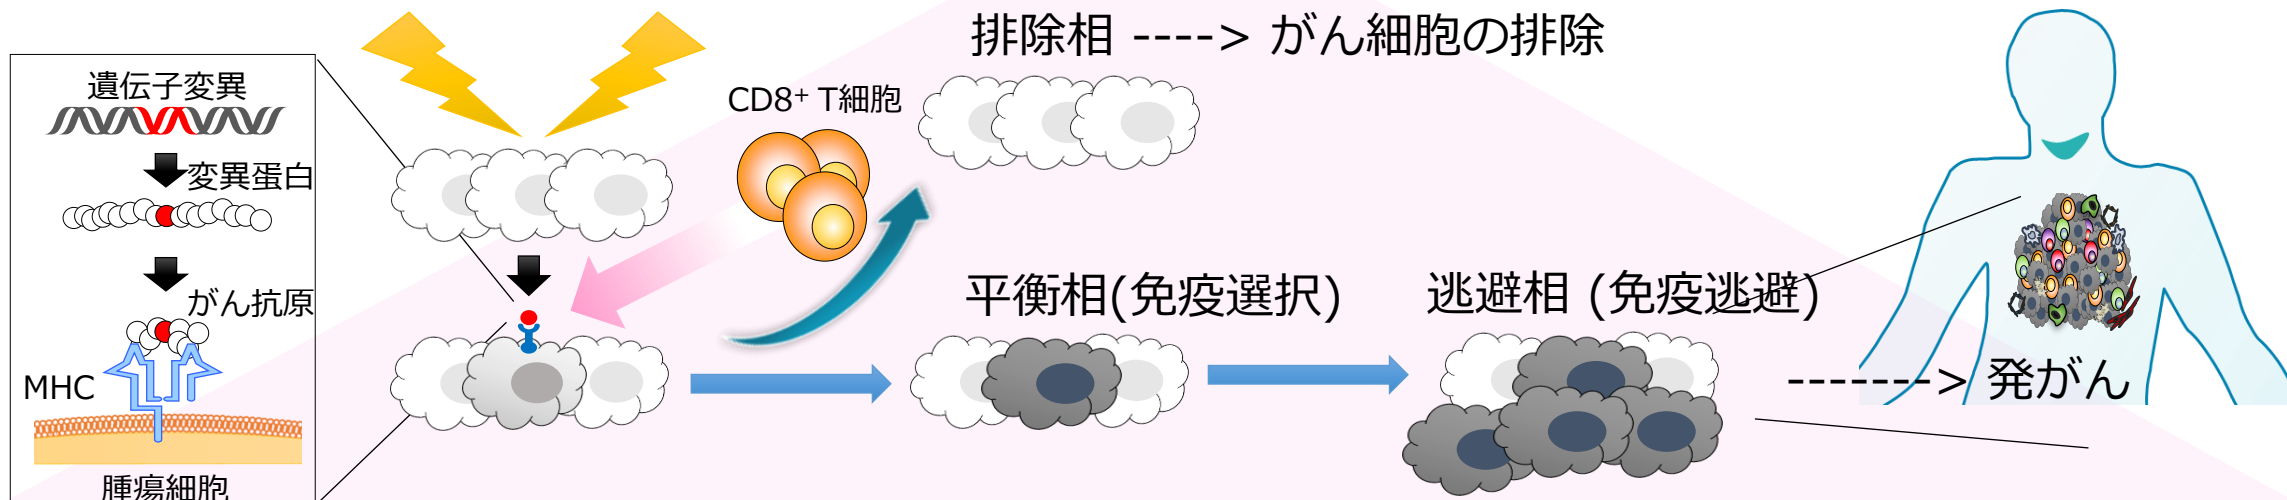 遺伝子変異
変異蛋白
がん抗原
MHC
腫瘍細胞
CD8⁺ T細胞
排除相 ----> がん細胞の排除
平衡相(免疫選択)
逃避相 (免疫逃避)
-------> 発がん